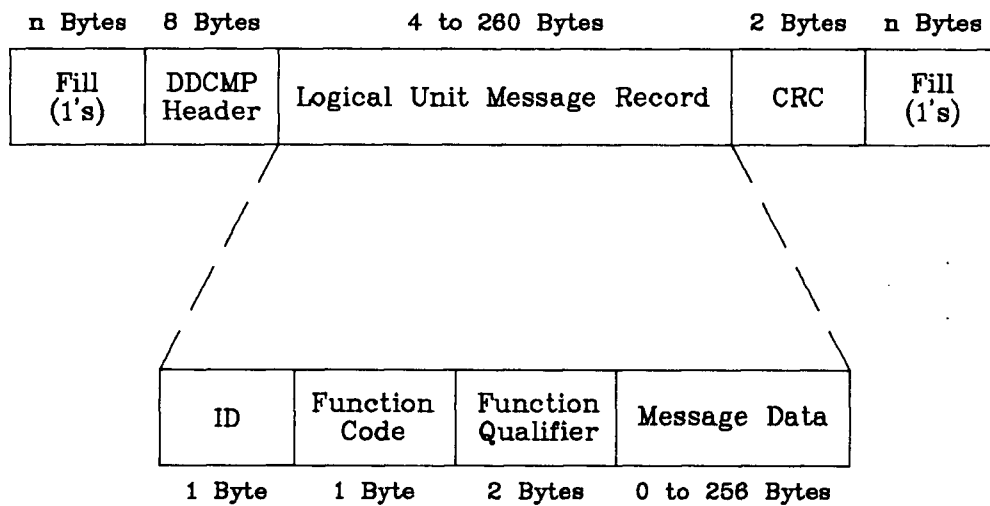 n Bytes 8 Bytes 4 to 260 Bytes 2 Bytes n Bytes
Fill (1's) DDCMP Header Logical Unit Message Record CRC Fill (1's)
ID Function Code Function Qualifier Message Data
1 Byte 1 Byte 2 Bytes 0 to 256 Bytes